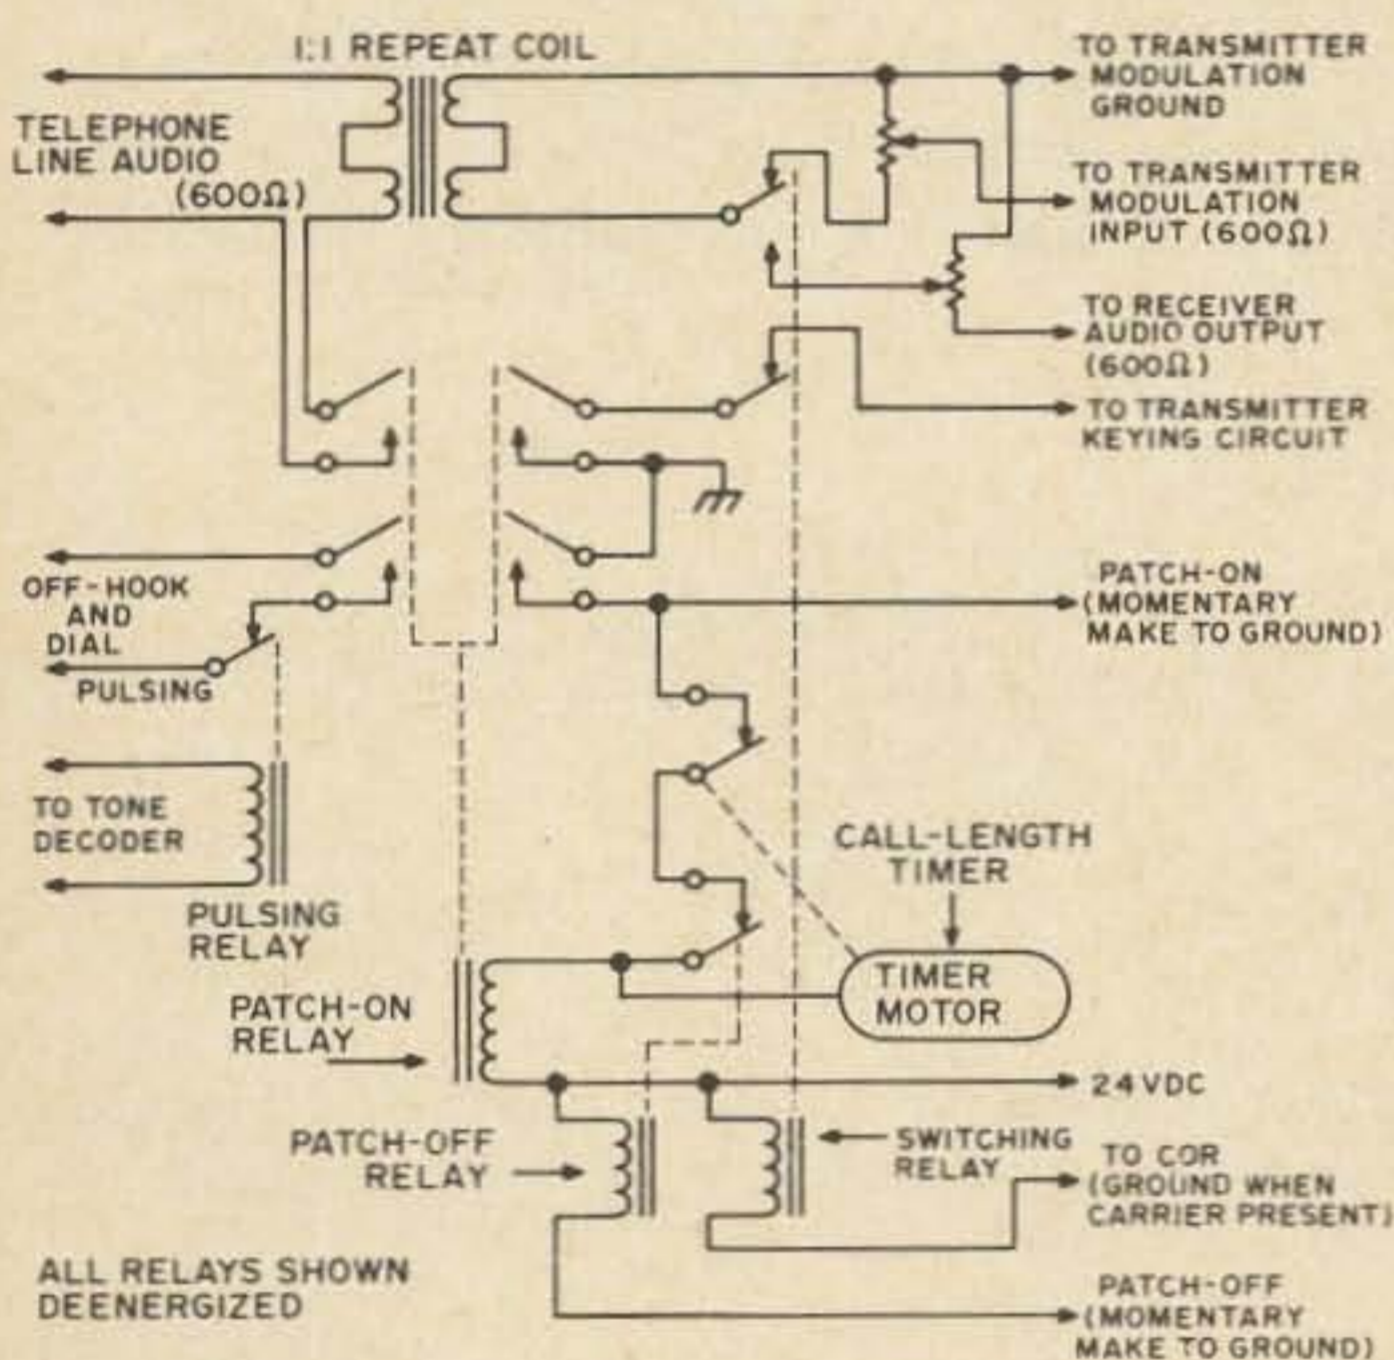 1:1 REPEAT COIL
TO TRANSMITTER
MODULATION
GROUND
TELEPHONE
LINE AUDIO
(600Ω)
TO TRANSMITTER
MODULATION
INPUT (600Ω)
TO RECEIVER
AUDIO OUTPUT
(600Ω)
TO TRANSMITTER
KEYING CIRCUIT
OFF-HOOK
AND
DIAL
PULSING
PATCH-ON
(MOMENTARY
MAKE TO GROUND)
TO TONE
DECODER
PULSING
RELAY
CALL-LENGTH
TIMER
TIMER
MOTOR
PATCH-ON
RELAY
24 VDC
PATCH-OFF
RELAY
SWITCHING
RELAY
TO COR
(GROUND WHEN
CARRIER PRESENT)
ALL RELAYS SHOWN
DEENERGIZED
PATCH-OFF
(MOMENTARY
MAKE TO GROUND)